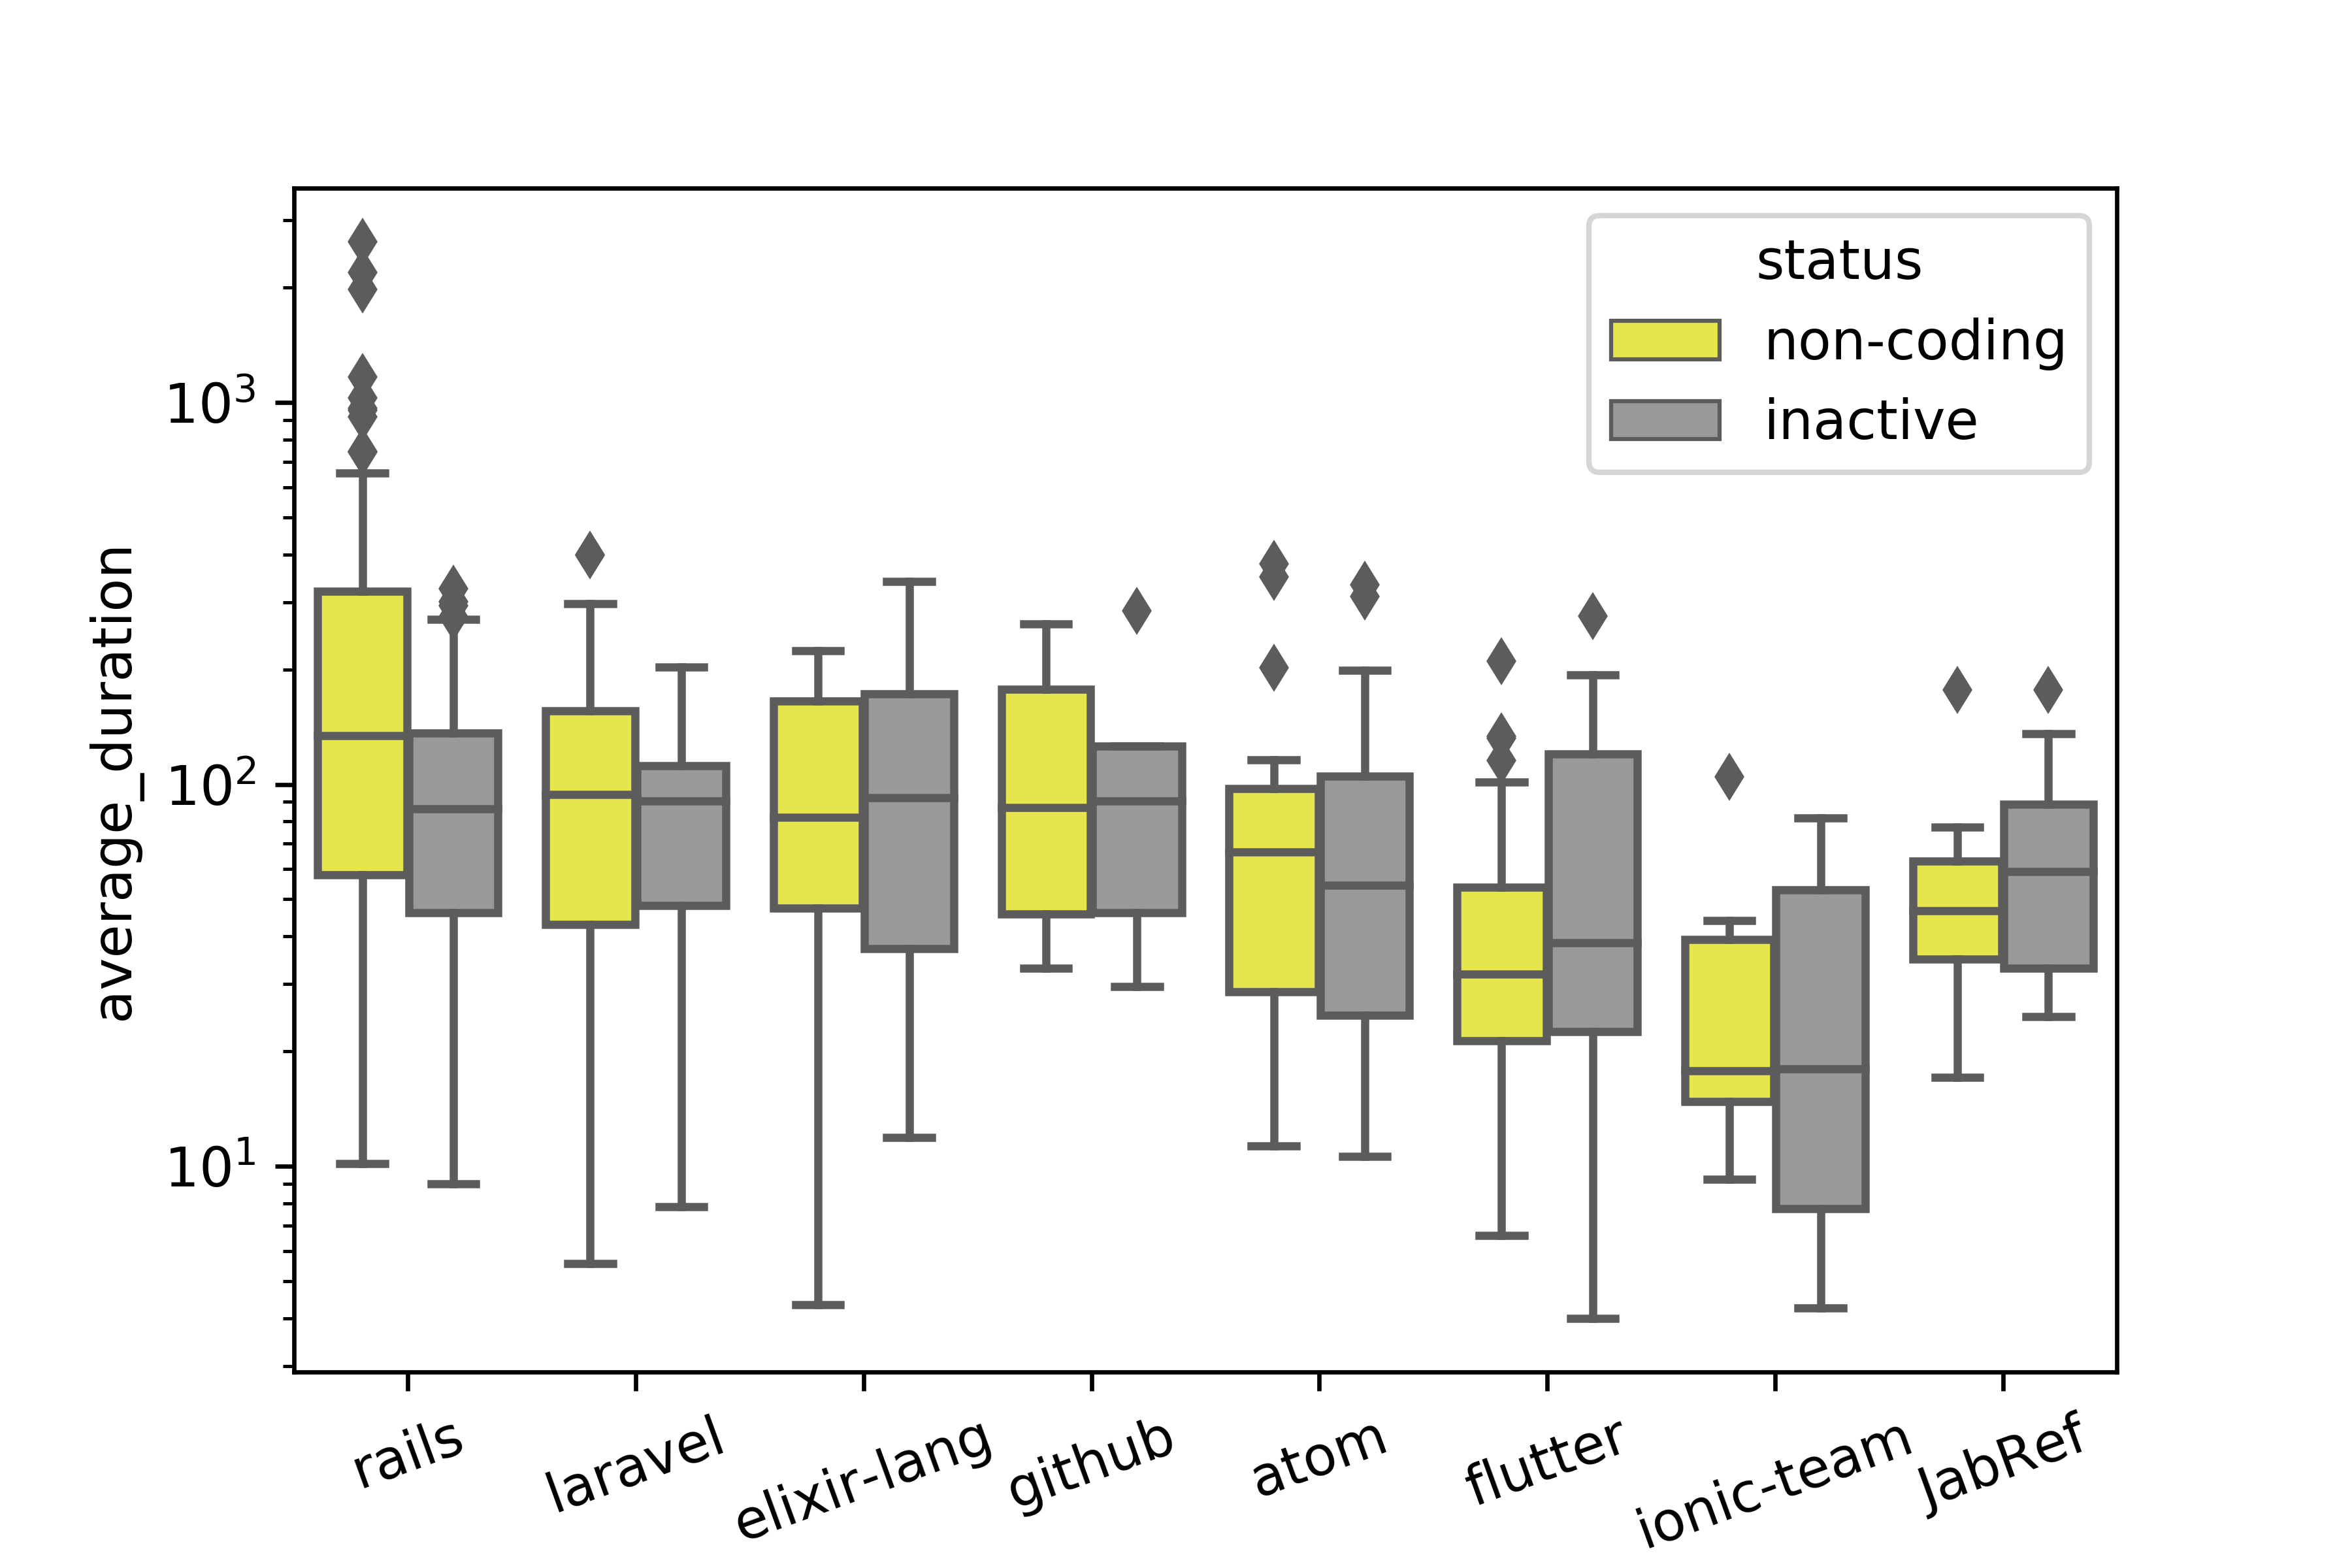 status
non-coding
inactive
average_duration
10³
10²
10¹
rails
laravel
elixir-lang
github
atom
flutter
ionic-team
JabRef